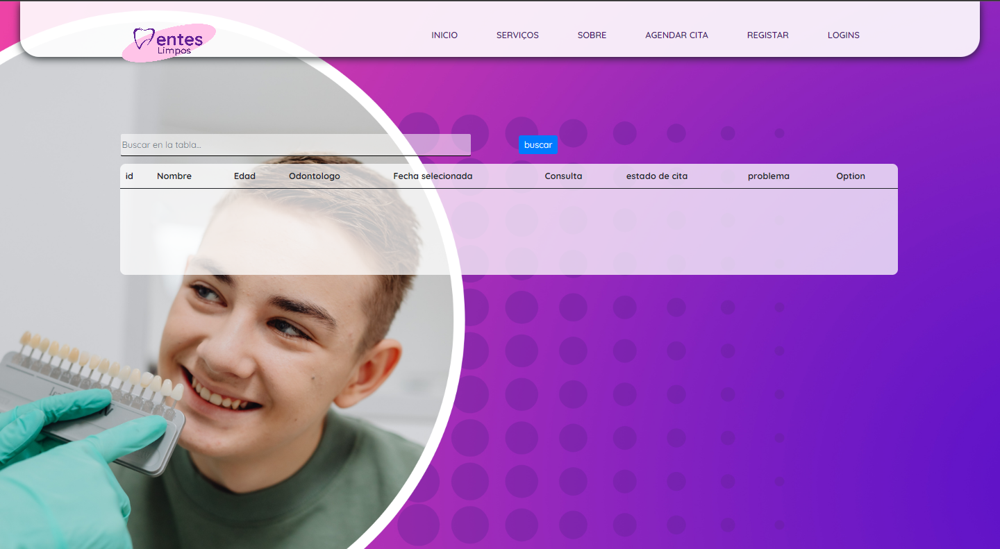 entes
Limpos
INICIO SERVIÇOS SOBRE AGENDAR CITA REGISTAR LOGINS
Buscar en la tabla... buscar
id Nombre Edad Odontologo Fecha selecionada Consulta estado de cita problema Option